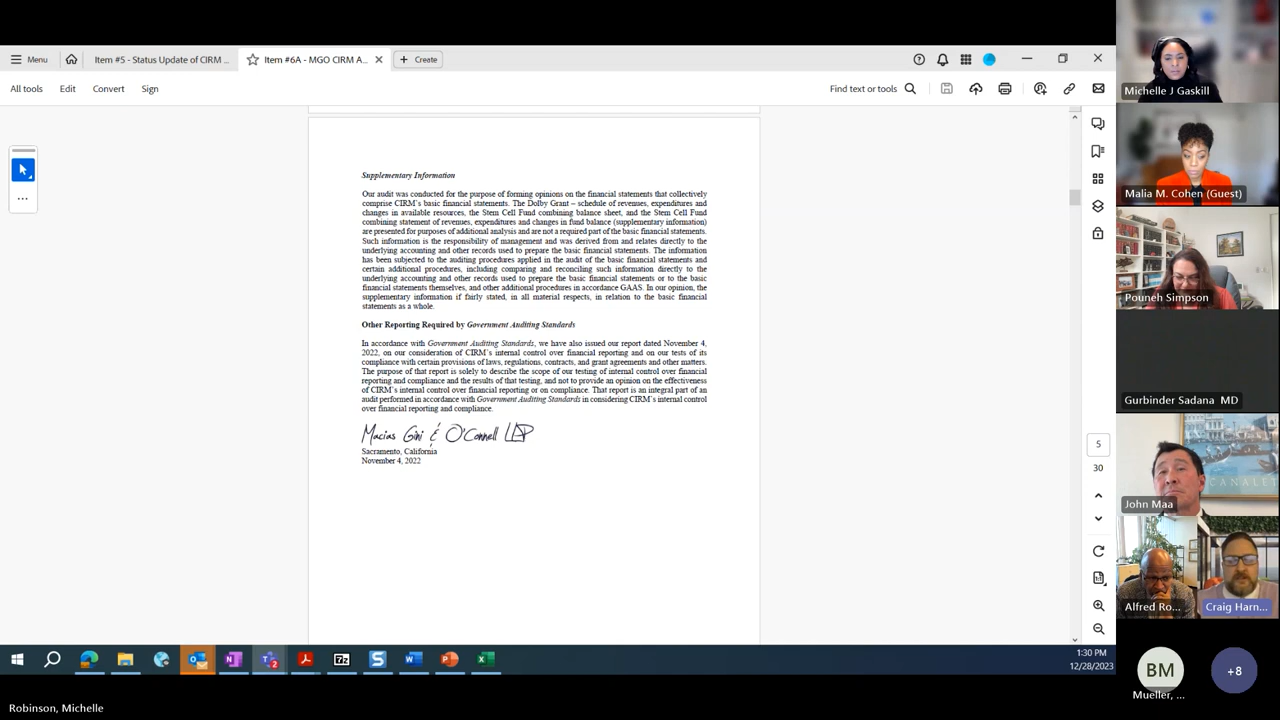 Menu
Item #5 - Status Update of CIRM ...
Item #6A - MGO CIRM A...
Create
All tools
Edit
Convert
Sign
Find text or tools
Supplementary Information
Our audit was conducted for the purpose of forming opinions on the financial statements that collectively
comprise CIRM's basic financial statements. The Dolby Grant – schedule of revenues, expenditures and
changes in available resources, the Stem Cell Fund combining balance sheet, and the Stem Cell Fund
combining statement of revenues, expenditures and changes in fund balance (supplementary information)
are presented for purposes of additional analysis and are not a required part of the basic financial statements.
Such information is the responsibility of management and was derived from and relates directly to the
underlying accounting and other records used to prepare the basic financial statements. The information
has been subjected to the auditing procedures applied in the audit of the basic financial statements and
certain additional procedures, including comparing and reconciling such information directly to the
underlying accounting and other records used to prepare the basic financial statements or to the basic
financial statements themselves, and other additional procedures in accordance GAAS. In our opinion, the
supplementary information if fairly stated, in all material respects, in relation to the basic financial
statements as a whole.
Other Reporting Required by Government Auditing Standards
In accordance with Government Auditing Standards, we have also issued our report dated November 4,
2022, on our consideration of CIRM's internal control over financial reporting and on our tests of its
compliance with certain provisions of laws, regulations, contracts, and grant agreements and other matters.
The purpose of that report is solely to describe the scope of our testing of internal control over financial
reporting and compliance and the results of that testing, and not to provide an opinion on the effectiveness
of CIRM's internal control over financial reporting or on compliance. That report is an integral part of an
audit performed in accordance with Government Auditing Standards in considering CIRM's internal control
over financial reporting and compliance.
Macias Gini & O'Connell LLP
Sacramento, California
November 4, 2022
5
30
1:30 PM
12/28/2023
Michelle J Gaskill
Malia M. Cohen (Guest)
Pouneh Simpson
Gurbinder Sadana MD
John Maa
CANALET
Alfred Ro...
Craig Harn...
BM
Mueller, ...
+8
Robinson, Michelle